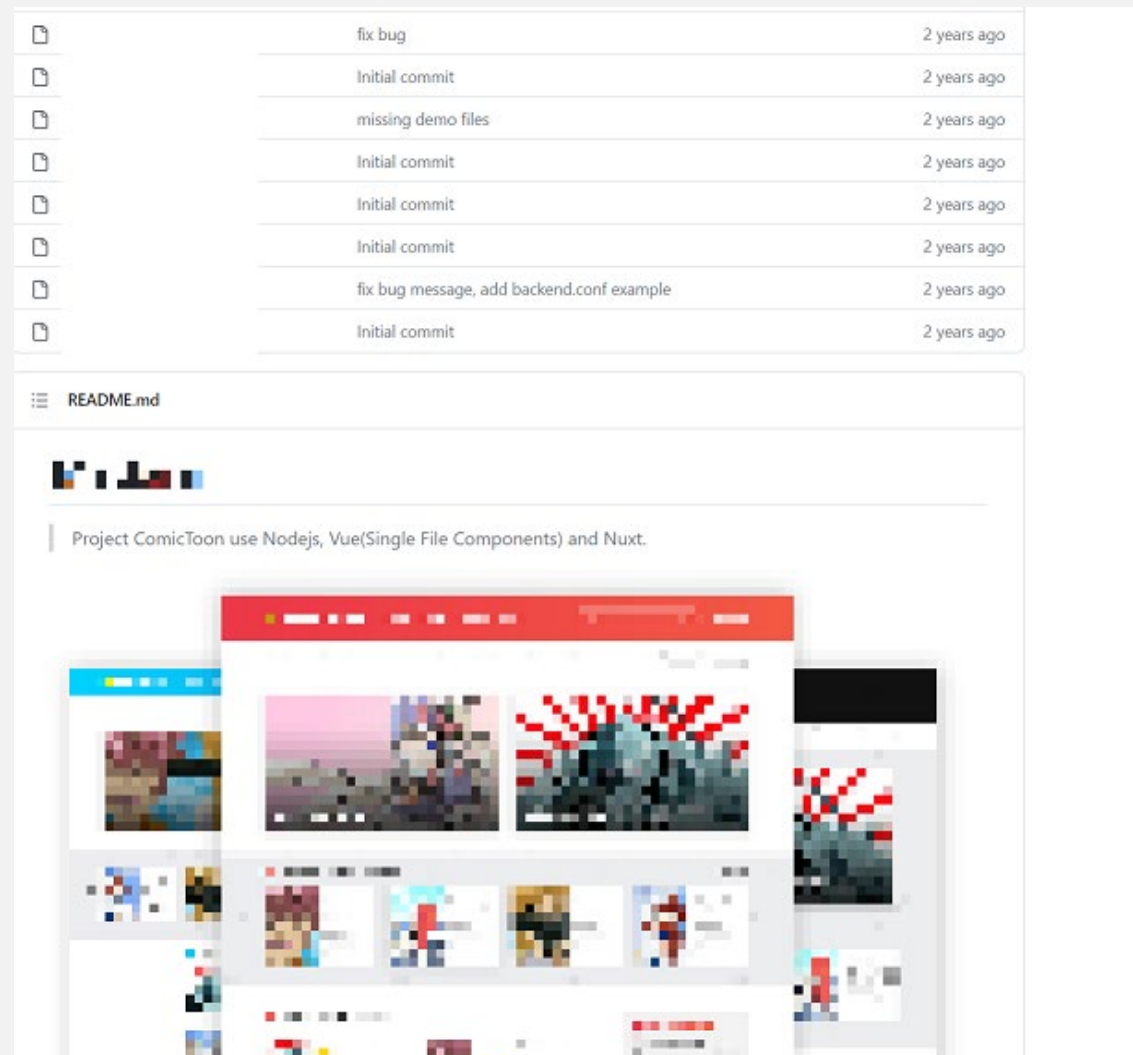 fix bug 2 years ago
Initial commit 2 years ago
missing demo files 2 years ago
Initial commit 2 years ago
Initial commit 2 years ago
Initial commit 2 years ago
fix bug message, add backend.conf example 2 years ago
Initial commit 2 years ago
README.md
Project ComicToon use Nodejs, Vue(Single File Components) and Nuxt.